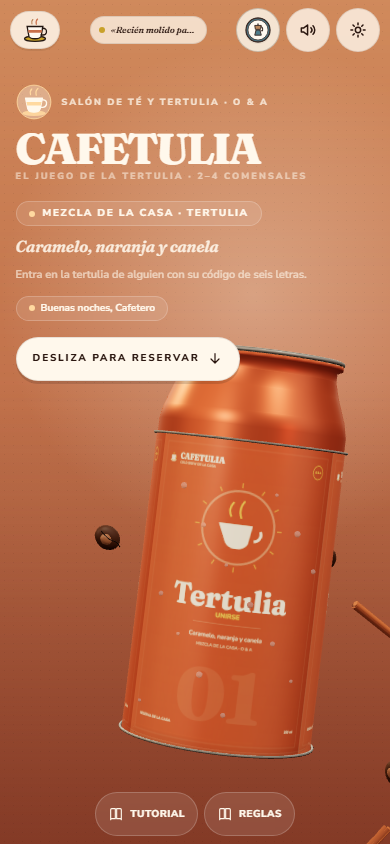 «Recién molido pa...
SALÓN DE TÉ Y TERTULIA · O & A
CAFETULIA
EL JUEGO DE LA TERTULIA · 2–4 COMENSALES
MEZCLA DE LA CASA · TERTULIA
Caramelo, naranja y canela
Entra en la tertulia de alguien con su código de seis letras.
Buenas noches, Cafetero
DESLIZA PARA RESERVAR
CAFETULIA
Tertulia
UNIRSE
Caramelo, naranja y canela
MEZCLA DE LA CASA · O & A
01
TUTORIAL
REGLAS